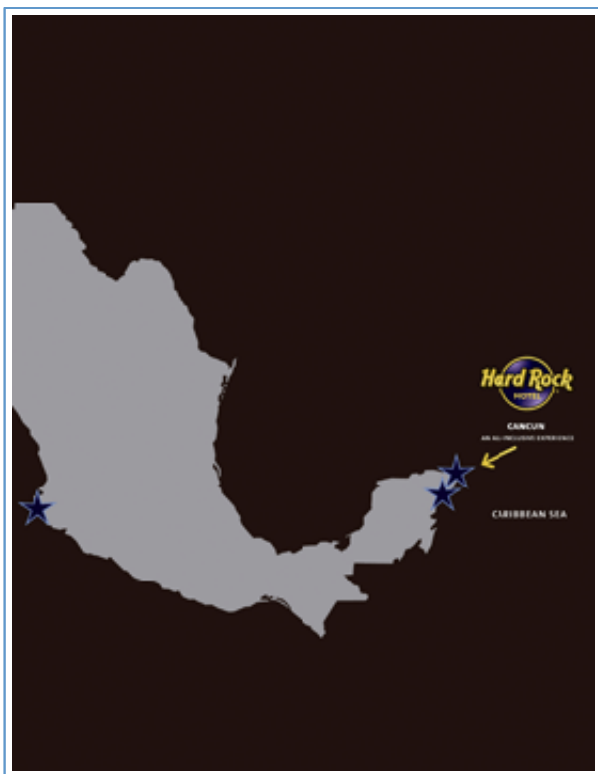 Hard Rock
HOTEL
CANCUN
AN ALL-INCLUSIVE EXPERIENCE
CARIBBEAN SEA